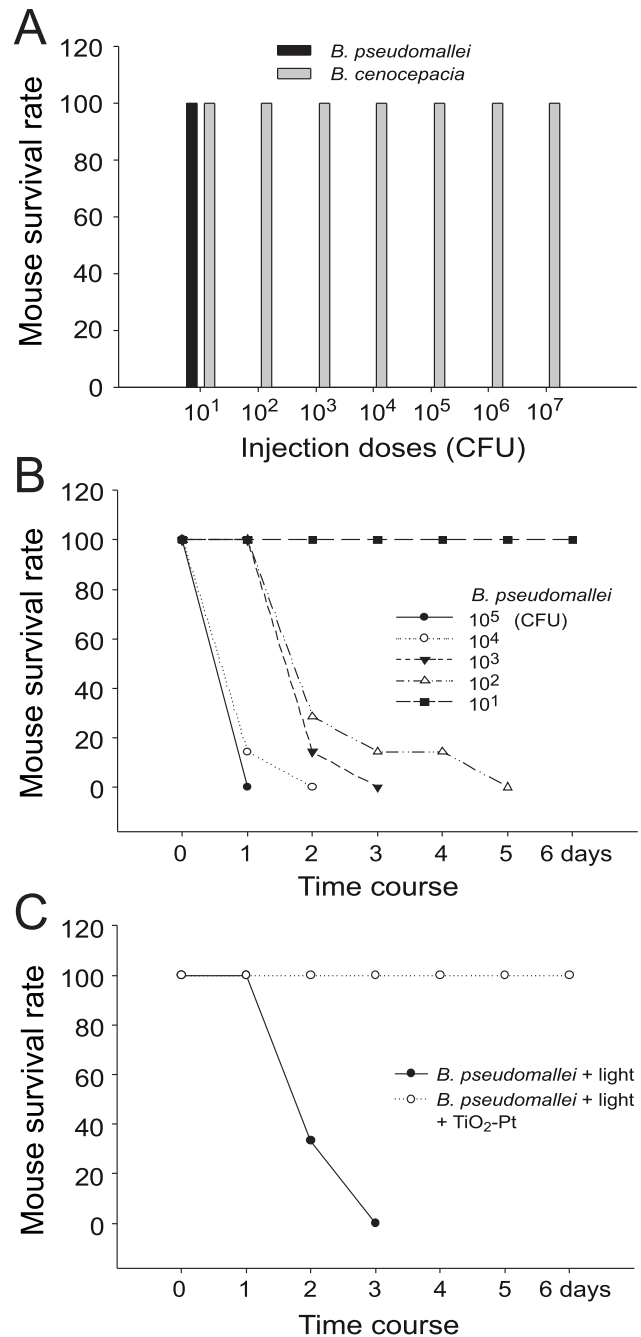 A
120
100
80
60
40
20
0
Mouse survival rate
B. pseudomallei
B. cenocepacia
10¹ 10² 10³ 10⁴ 10⁵ 10⁶ 10⁷
Injection doses (CFU)
B
120
100
80
60
40
20
0
Mouse survival rate
B. pseudomallei
10⁵ (CFU)
10⁴
10³
10²
10¹
0 1 2 3 4 5 6 days
Time course
C
120
100
80
60
40
20
0
Mouse survival rate
B. pseudomallei + light
B. pseudomallei + light
+ TiO₂-Pt
0 1 2 3 4 5 6 days
Time course